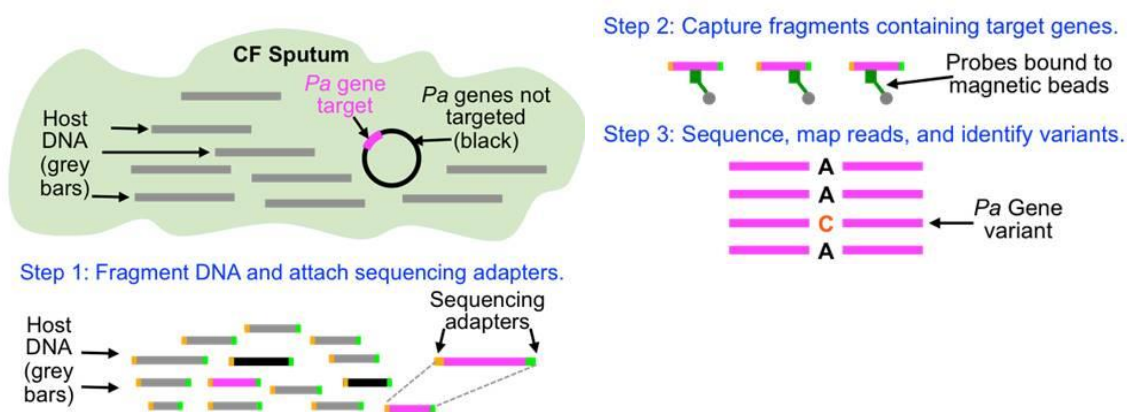 CF Sputum
Pa gene
target
Pa genes not
targeted
(black)
Host
DNA
(grey
bars)
Step 1: Fragment DNA and attach sequencing adapters.
Host
DNA
(grey
bars)
Sequencing
adapters
Step 2: Capture fragments containing target genes.
Probes bound to
magnetic beads
Step 3: Sequence, map reads, and identify variants.
A
A
C
A
Pa Gene
variant